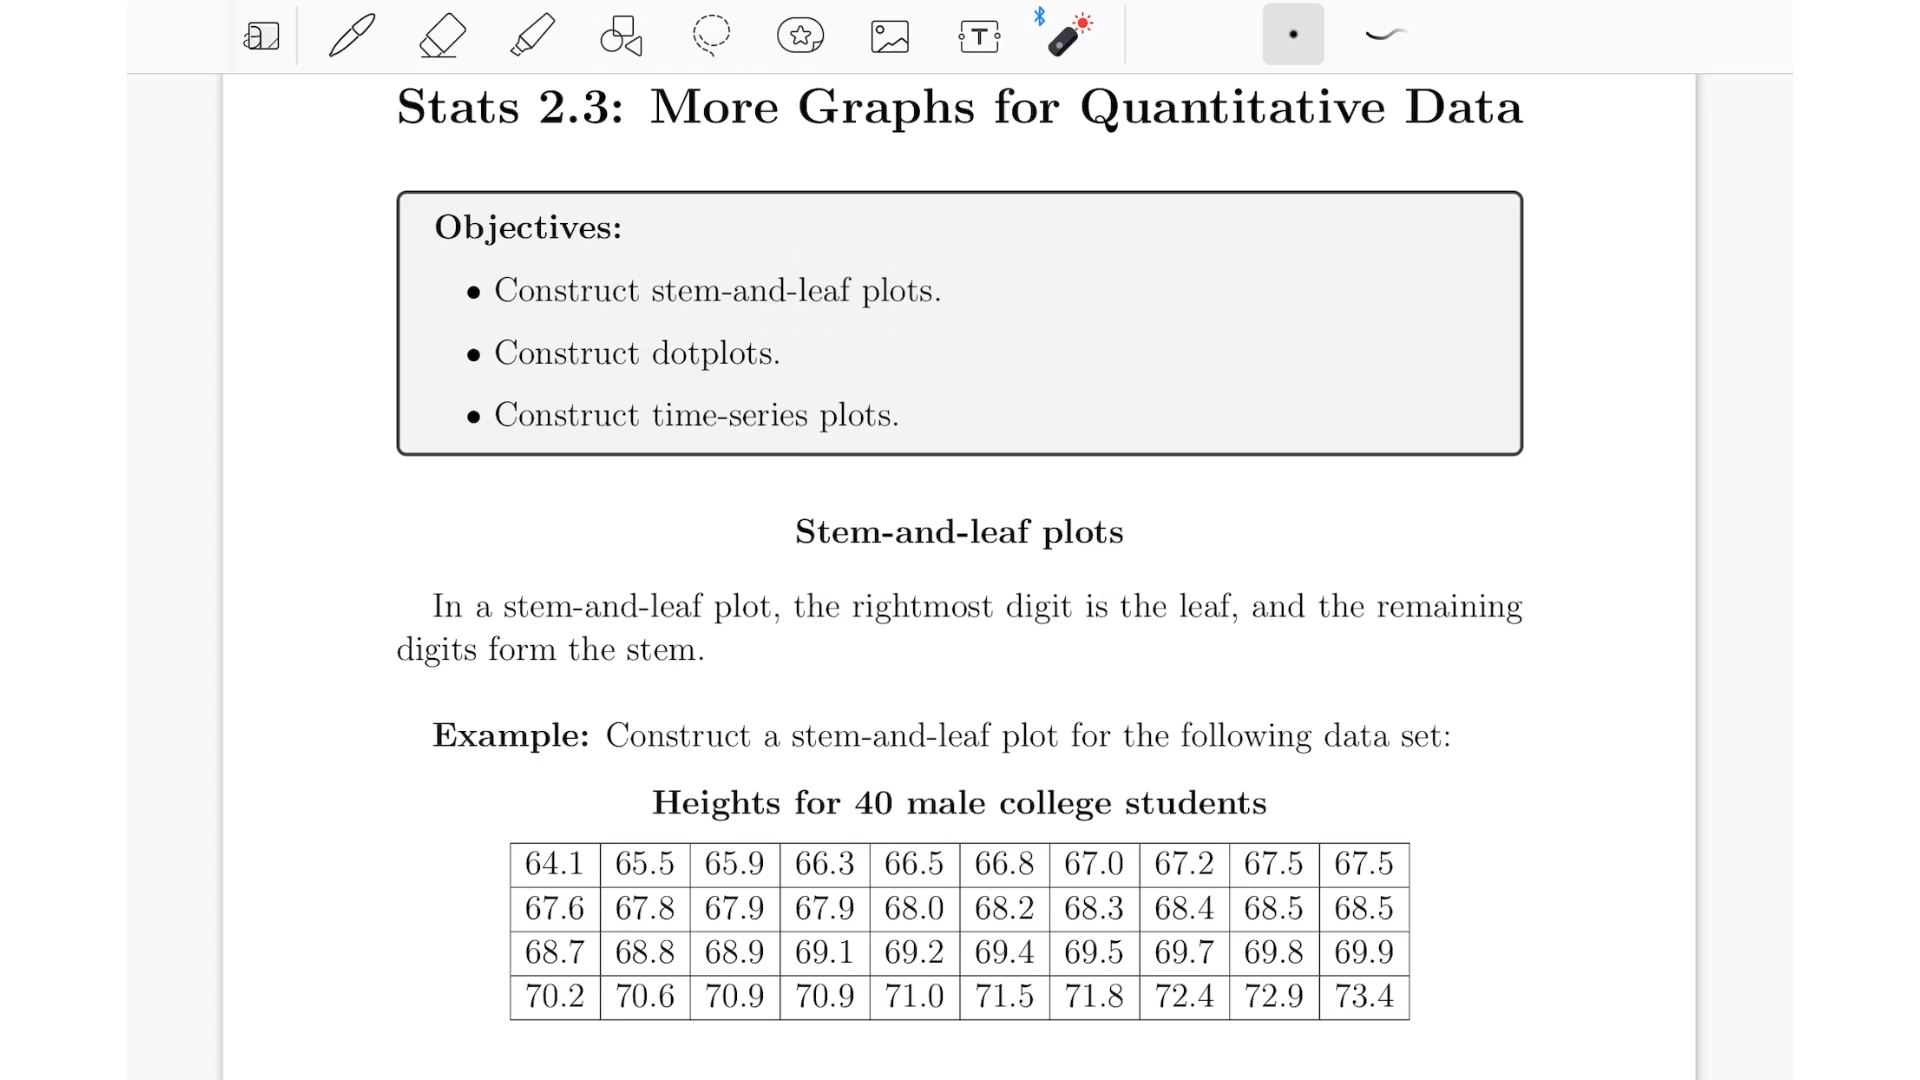 Stats 2.3: More Graphs for Quantitative Data
Objectives:
• Construct stem-and-leaf plots.
• Construct dotplots.
• Construct time-series plots.
Stem-and-leaf plots
In a stem-and-leaf plot, the rightmost digit is the leaf, and the remaining
digits form the stem.
Example: Construct a stem-and-leaf plot for the following data set:
Heights for 40 male college students
64.1 65.5 65.9 66.3 66.5 66.8 67.0 67.2 67.5 67.5
67.6 67.8 67.9 67.9 68.0 68.2 68.3 68.4 68.5 68.5
68.7 68.8 68.9 69.1 69.2 69.4 69.5 69.7 69.8 69.9
70.2 70.6 70.9 70.9 71.0 71.5 71.8 72.4 72.9 73.4